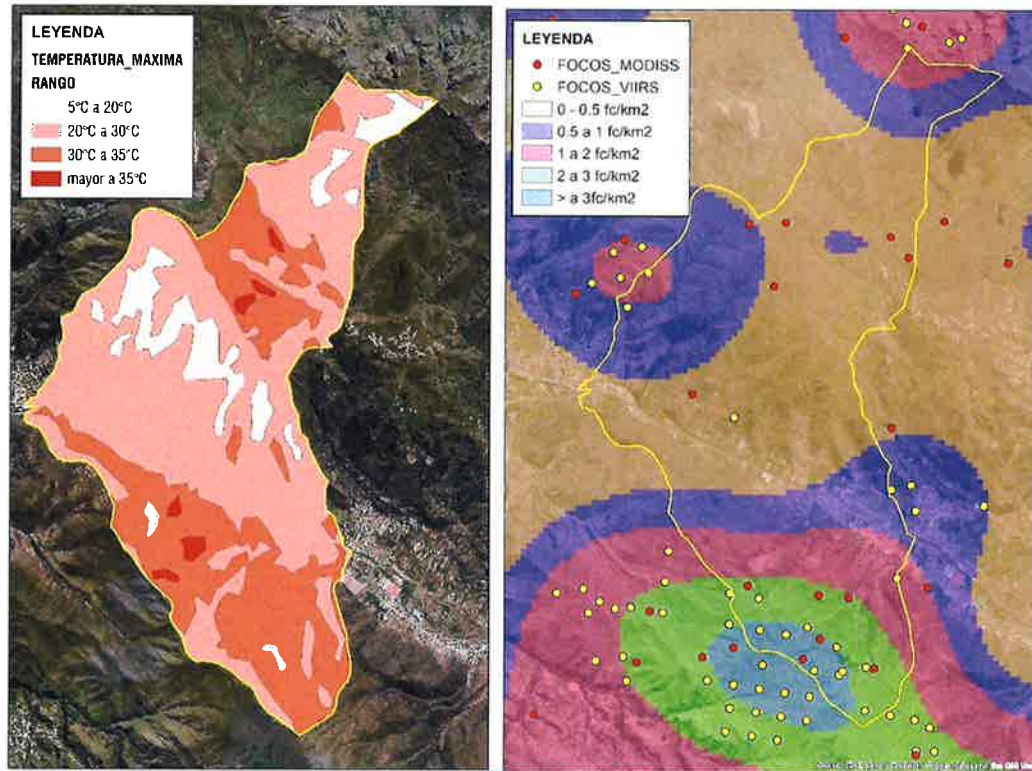 LEYENDA
TEMPERATURA_MAXIMA
RANGO
5°C a 20°C
20°C a 30°C
30°C a 35°C
mayor a 35°C
LEYENDA
FOCOS_MODISS
FOCOS_VIIRS
0 - 0.5 fc/km2
0.5 a 1 fc/km2
1 a 2 fc/km2
2 a 3 fc/km2
> a 3fc/km2